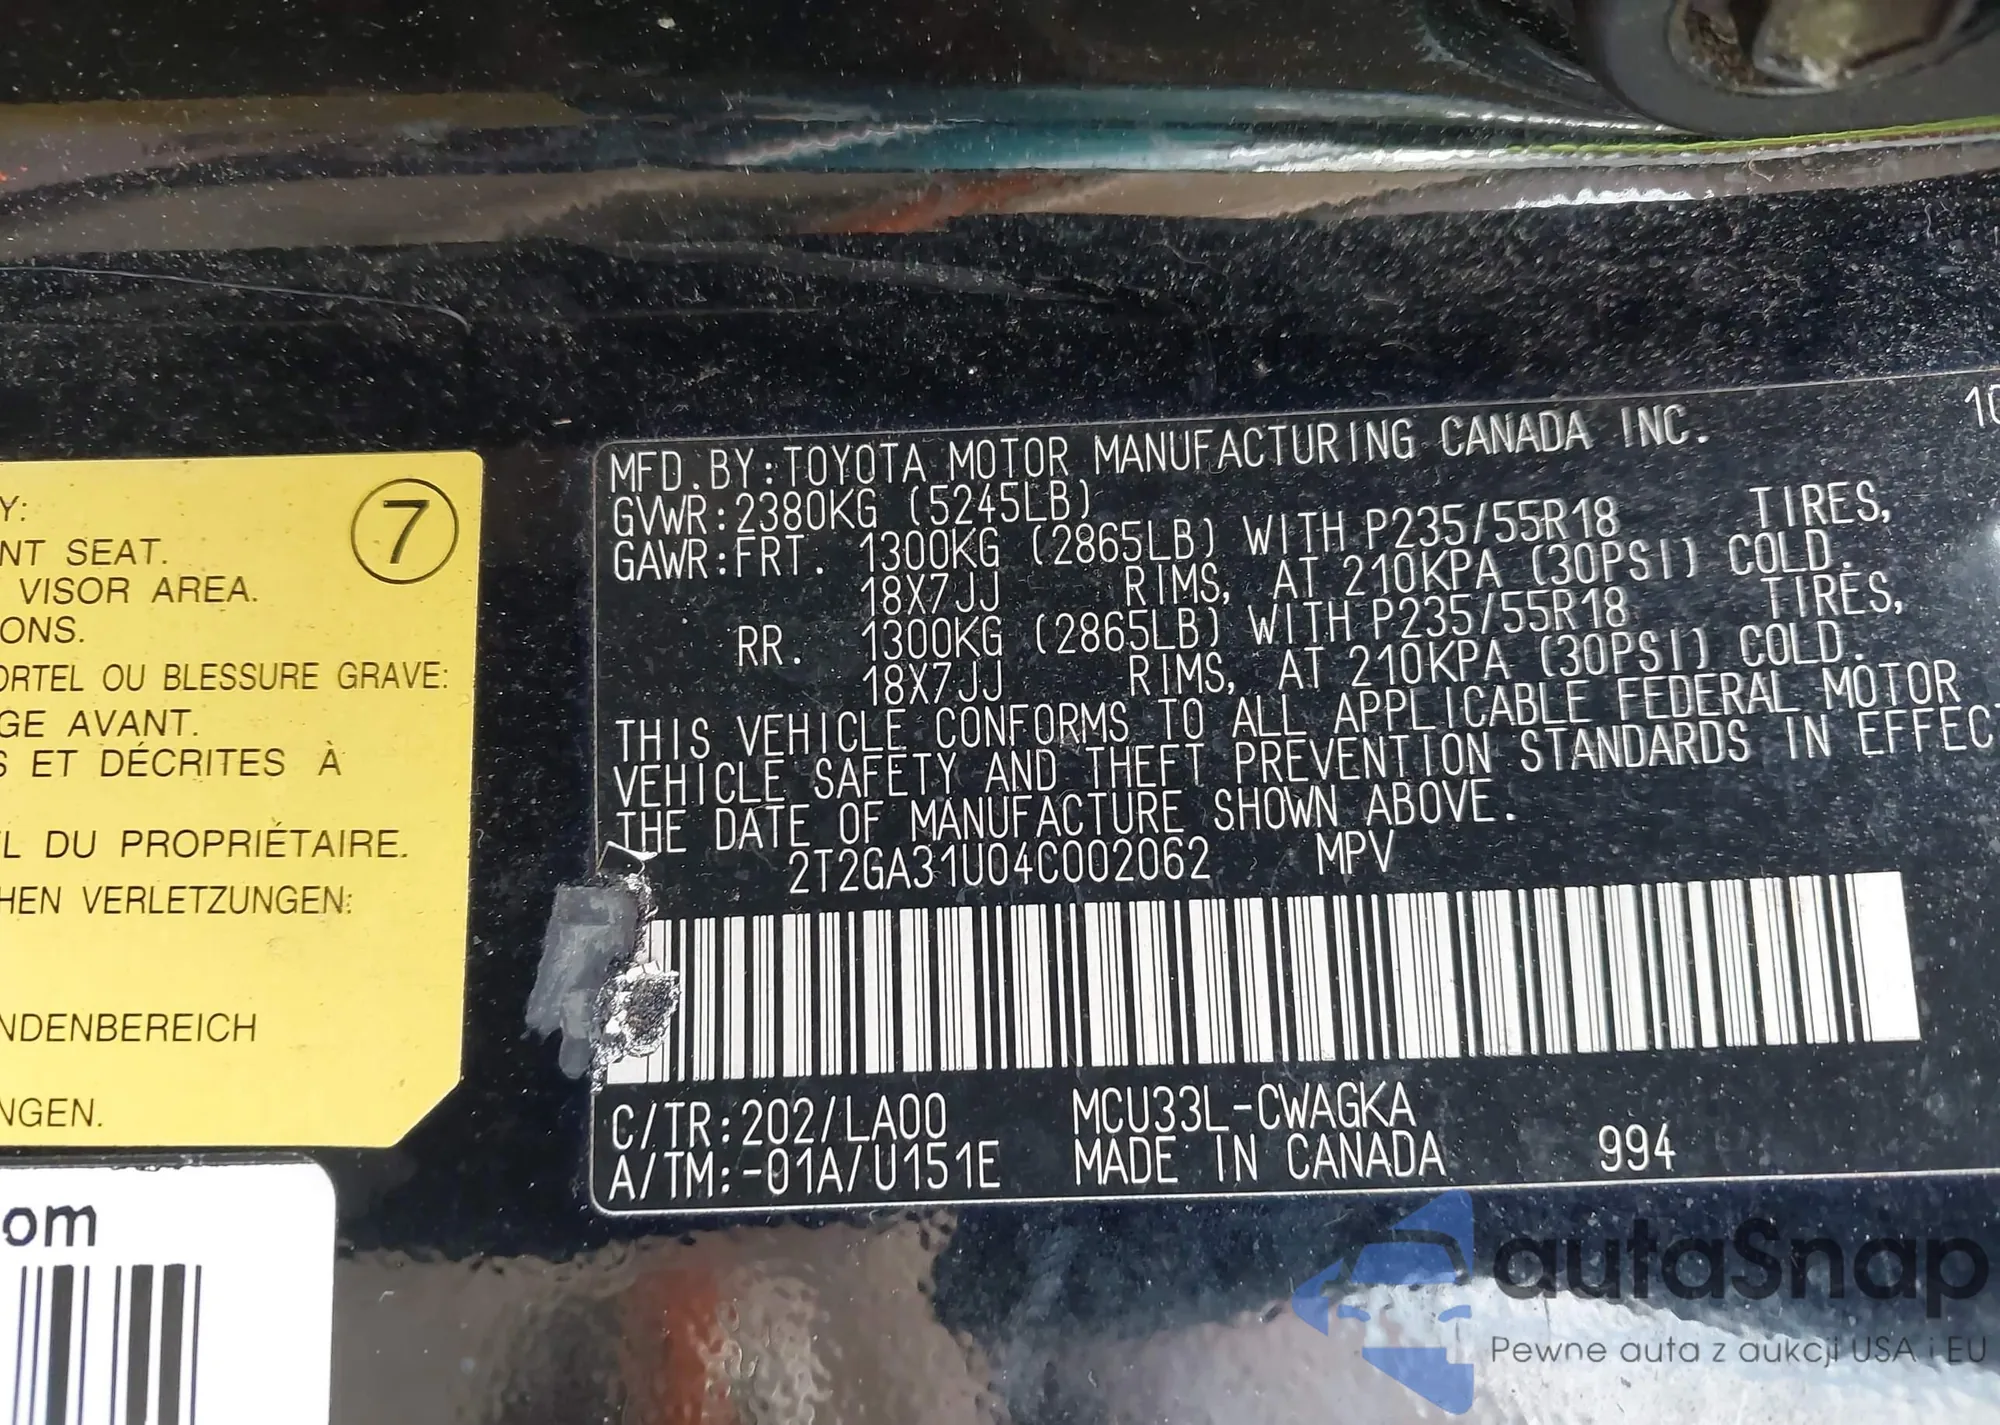 Y:
7
NT SEAT.
VISOR AREA.
ONS.
ORTEL OU BLESSURE GRAVE:
GE AVANT.
S ET DÉCRITES À
L DU PROPRIÉTAIRE.
HEN VERLETZUNGEN:
NDENBEREICH
NGEN.
om
10
MFD.BY:TOYOTA MOTOR MANUFACTURING CANADA INC.
GVWR:2380KG (5245LB)
GAWR:FRT. 1300KG (2865LB) WITH P235/55R18 TIRES,
18X7JJ RIMS, AT 210KPA (30PSI) COLD.
RR. 1300KG (2865LB) WITH P235/55R18 TIRES,
18X7JJ RIMS, AT 210KPA (30PSI) COLD.
THIS VEHICLE CONFORMS TO ALL APPLICABLE FEDERAL MOTOR
VEHICLE SAFETY AND THEFT PREVENTION STANDARDS IN EFFECT
THE DATE OF MANUFACTURE SHOWN ABOVE.
2T2GA31U04C002062 MPV
C/TR:202/LA00 MCU33L-CWAGKA
A/TM:-01A/U151E MADE IN CANADA 994
autaSnap
Pewne auta z aukcji USA i EU